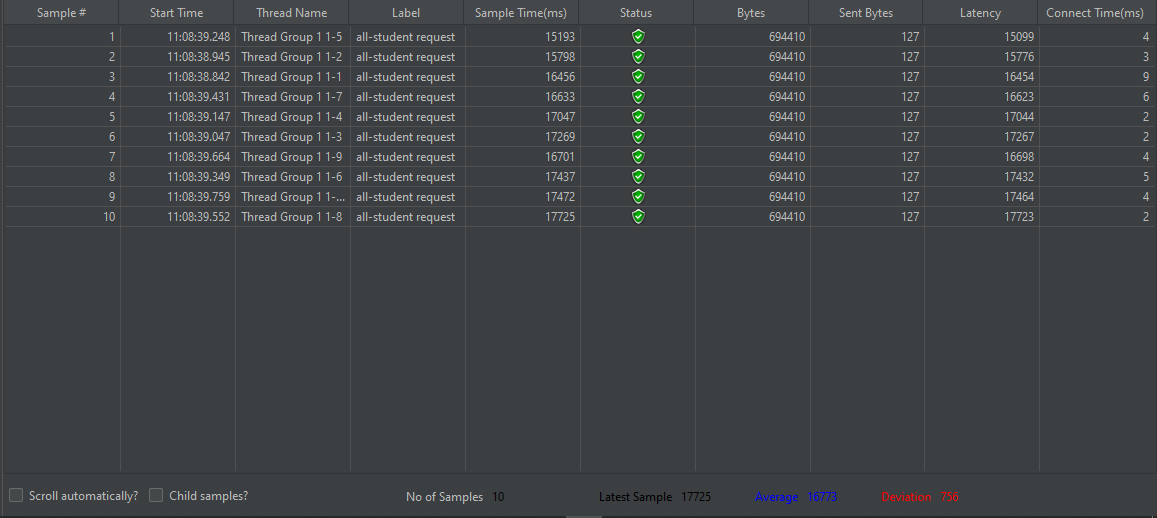 Sample # Start Time Thread Name Label Sample Time(ms) Status Bytes Sent Bytes Latency Connect Time(ms)
1 11:08:39.248 Thread Group 1 1-5 all-student request 15193 694410 127 15099 4
2 11:08:38.945 Thread Group 1 1-2 all-student request 15798 694410 127 15776 3
3 11:08:38.842 Thread Group 1 1-1 all-student request 16456 694410 127 16454 9
4 11:08:39.431 Thread Group 1 1-7 all-student request 16633 694410 127 16623 6
5 11:08:39.147 Thread Group 1 1-4 all-student request 17047 694410 127 17044 2
6 11:08:39.047 Thread Group 1 1-3 all-student request 17269 694410 127 17267 2
7 11:08:39.664 Thread Group 1 1-9 all-student request 16701 694410 127 16698 4
8 11:08:39.349 Thread Group 1 1-6 all-student request 17437 694410 127 17432 5
9 11:08:39.759 Thread Group 1 1-... all-student request 17472 694410 127 17464 4
10 11:08:39.552 Thread Group 1 1-8 all-student request 17725 694410 127 17723 2
Scroll automatically? Child samples? No of Samples 10 Latest Sample 17725 Average 16773 Deviation 756